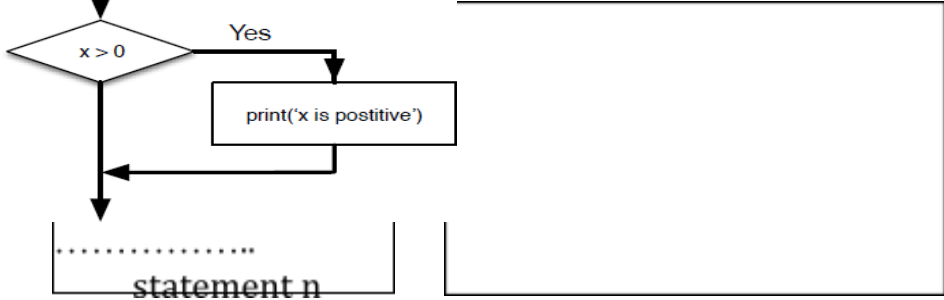 Yes
x > 0
print(‘x is postitive’)
……………..
statement n